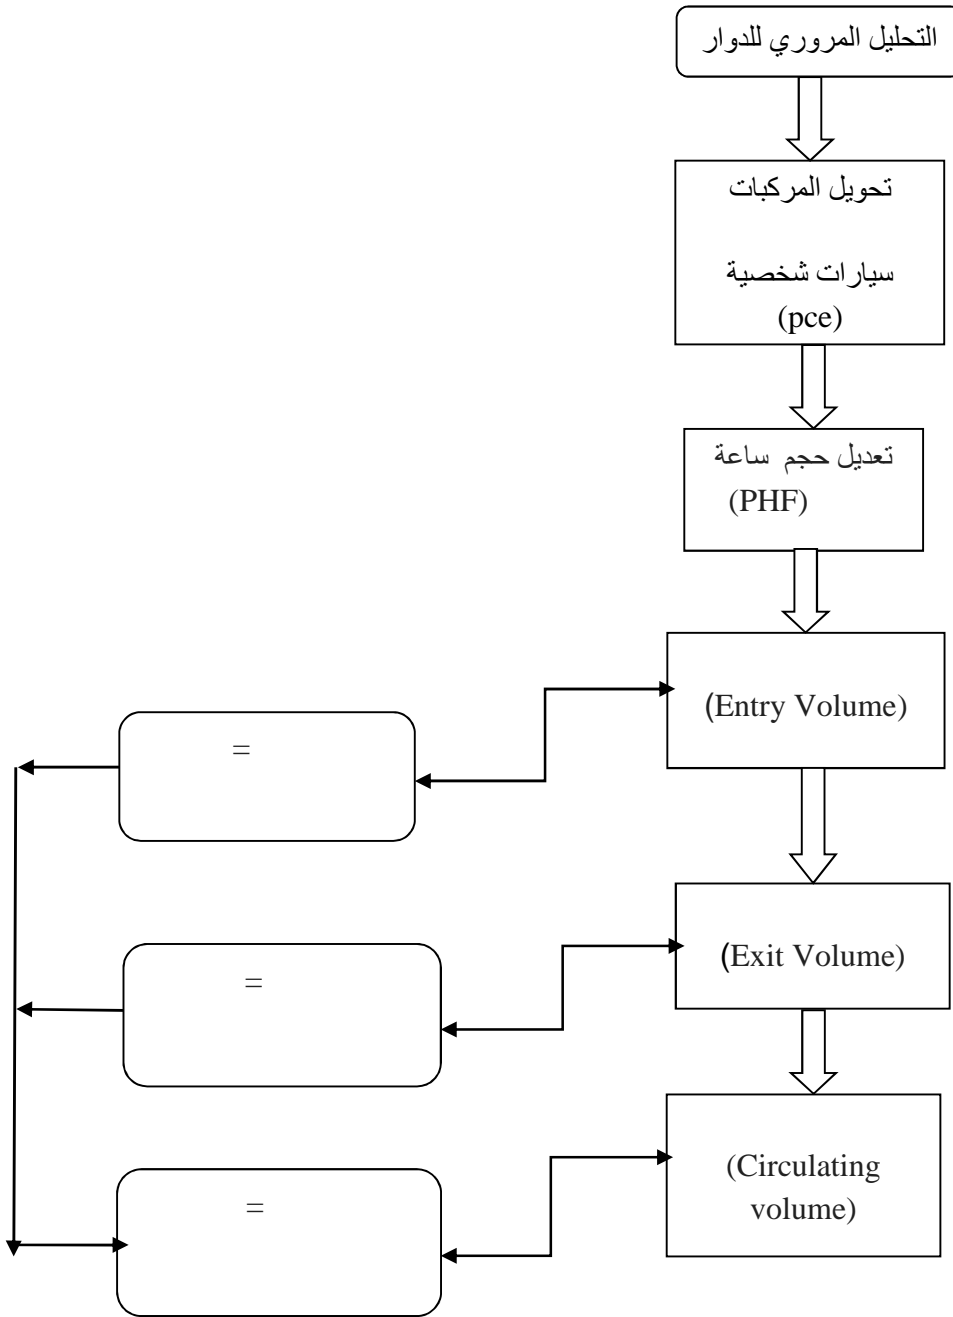 التحليل المروري للدوار
تحويل المركبات
سيارات شخصية
(pce)
تعديل حجم ساعة
(PHF)
(Entry Volume)
=
(Exit Volume)
=
(Circulating
volume)
=